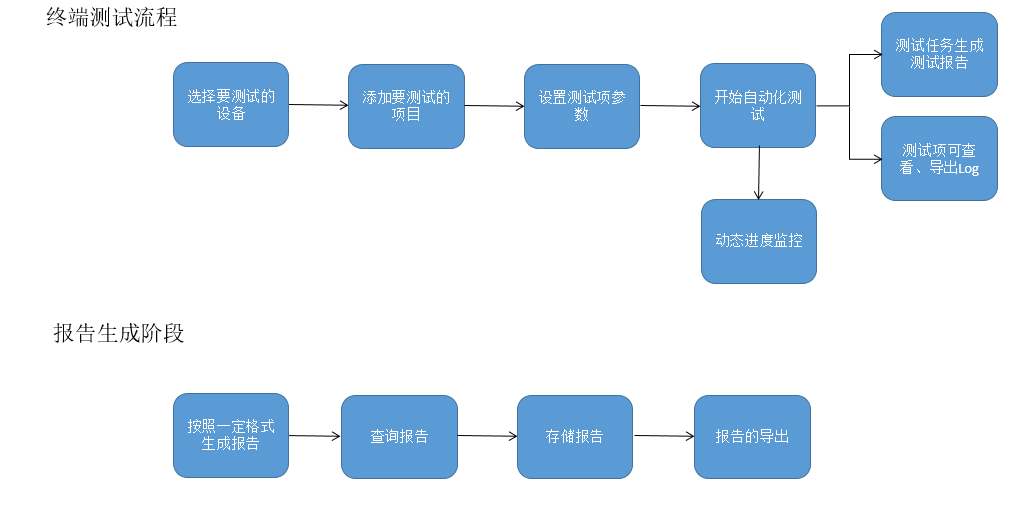 终端测试流程
选择要测试的
设备
添加要测试的
项目
设置测试项参
数
开始自动化测
试
测试任务生成
测试报告
测试项可查
看、导出Log
动态进度监控
报告生成阶段
按照一定格式
生成报告
查询报告
存储报告
报告的导出